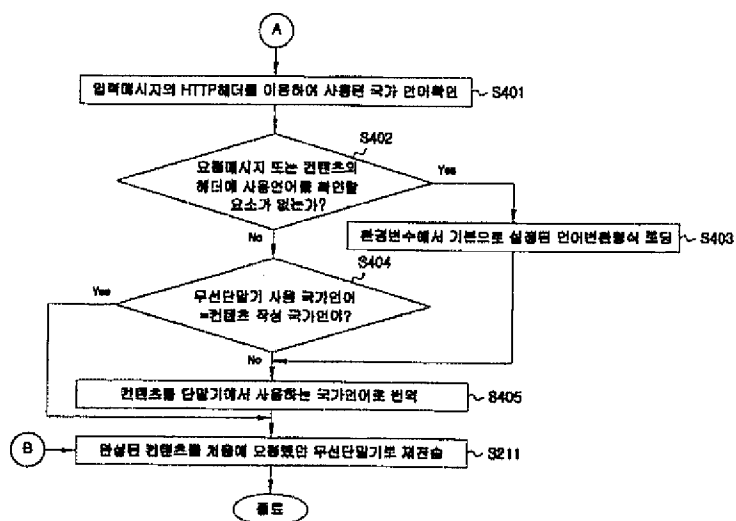 A
입력메시지의 HTTP헤더를 이용하여 사용된 국가 언어확인
S401
S402
요청메시지 또는 컨텐츠의
헤더에 사용언어를 확인할
요소가 없는가?
Yes
No
환경변수에서 기본으로 설정된 언어변환형식 로딩
S403
S404
Yes
무선단말기 사용 국가언어
=컨텐츠 작성 국가언어?
No
컨텐츠를 단말기에서 사용하는 국가언어로 번역
S405
B
완성된 컨텐츠를 처음에 요청했던 무선단말기로 재전송
S211
종료